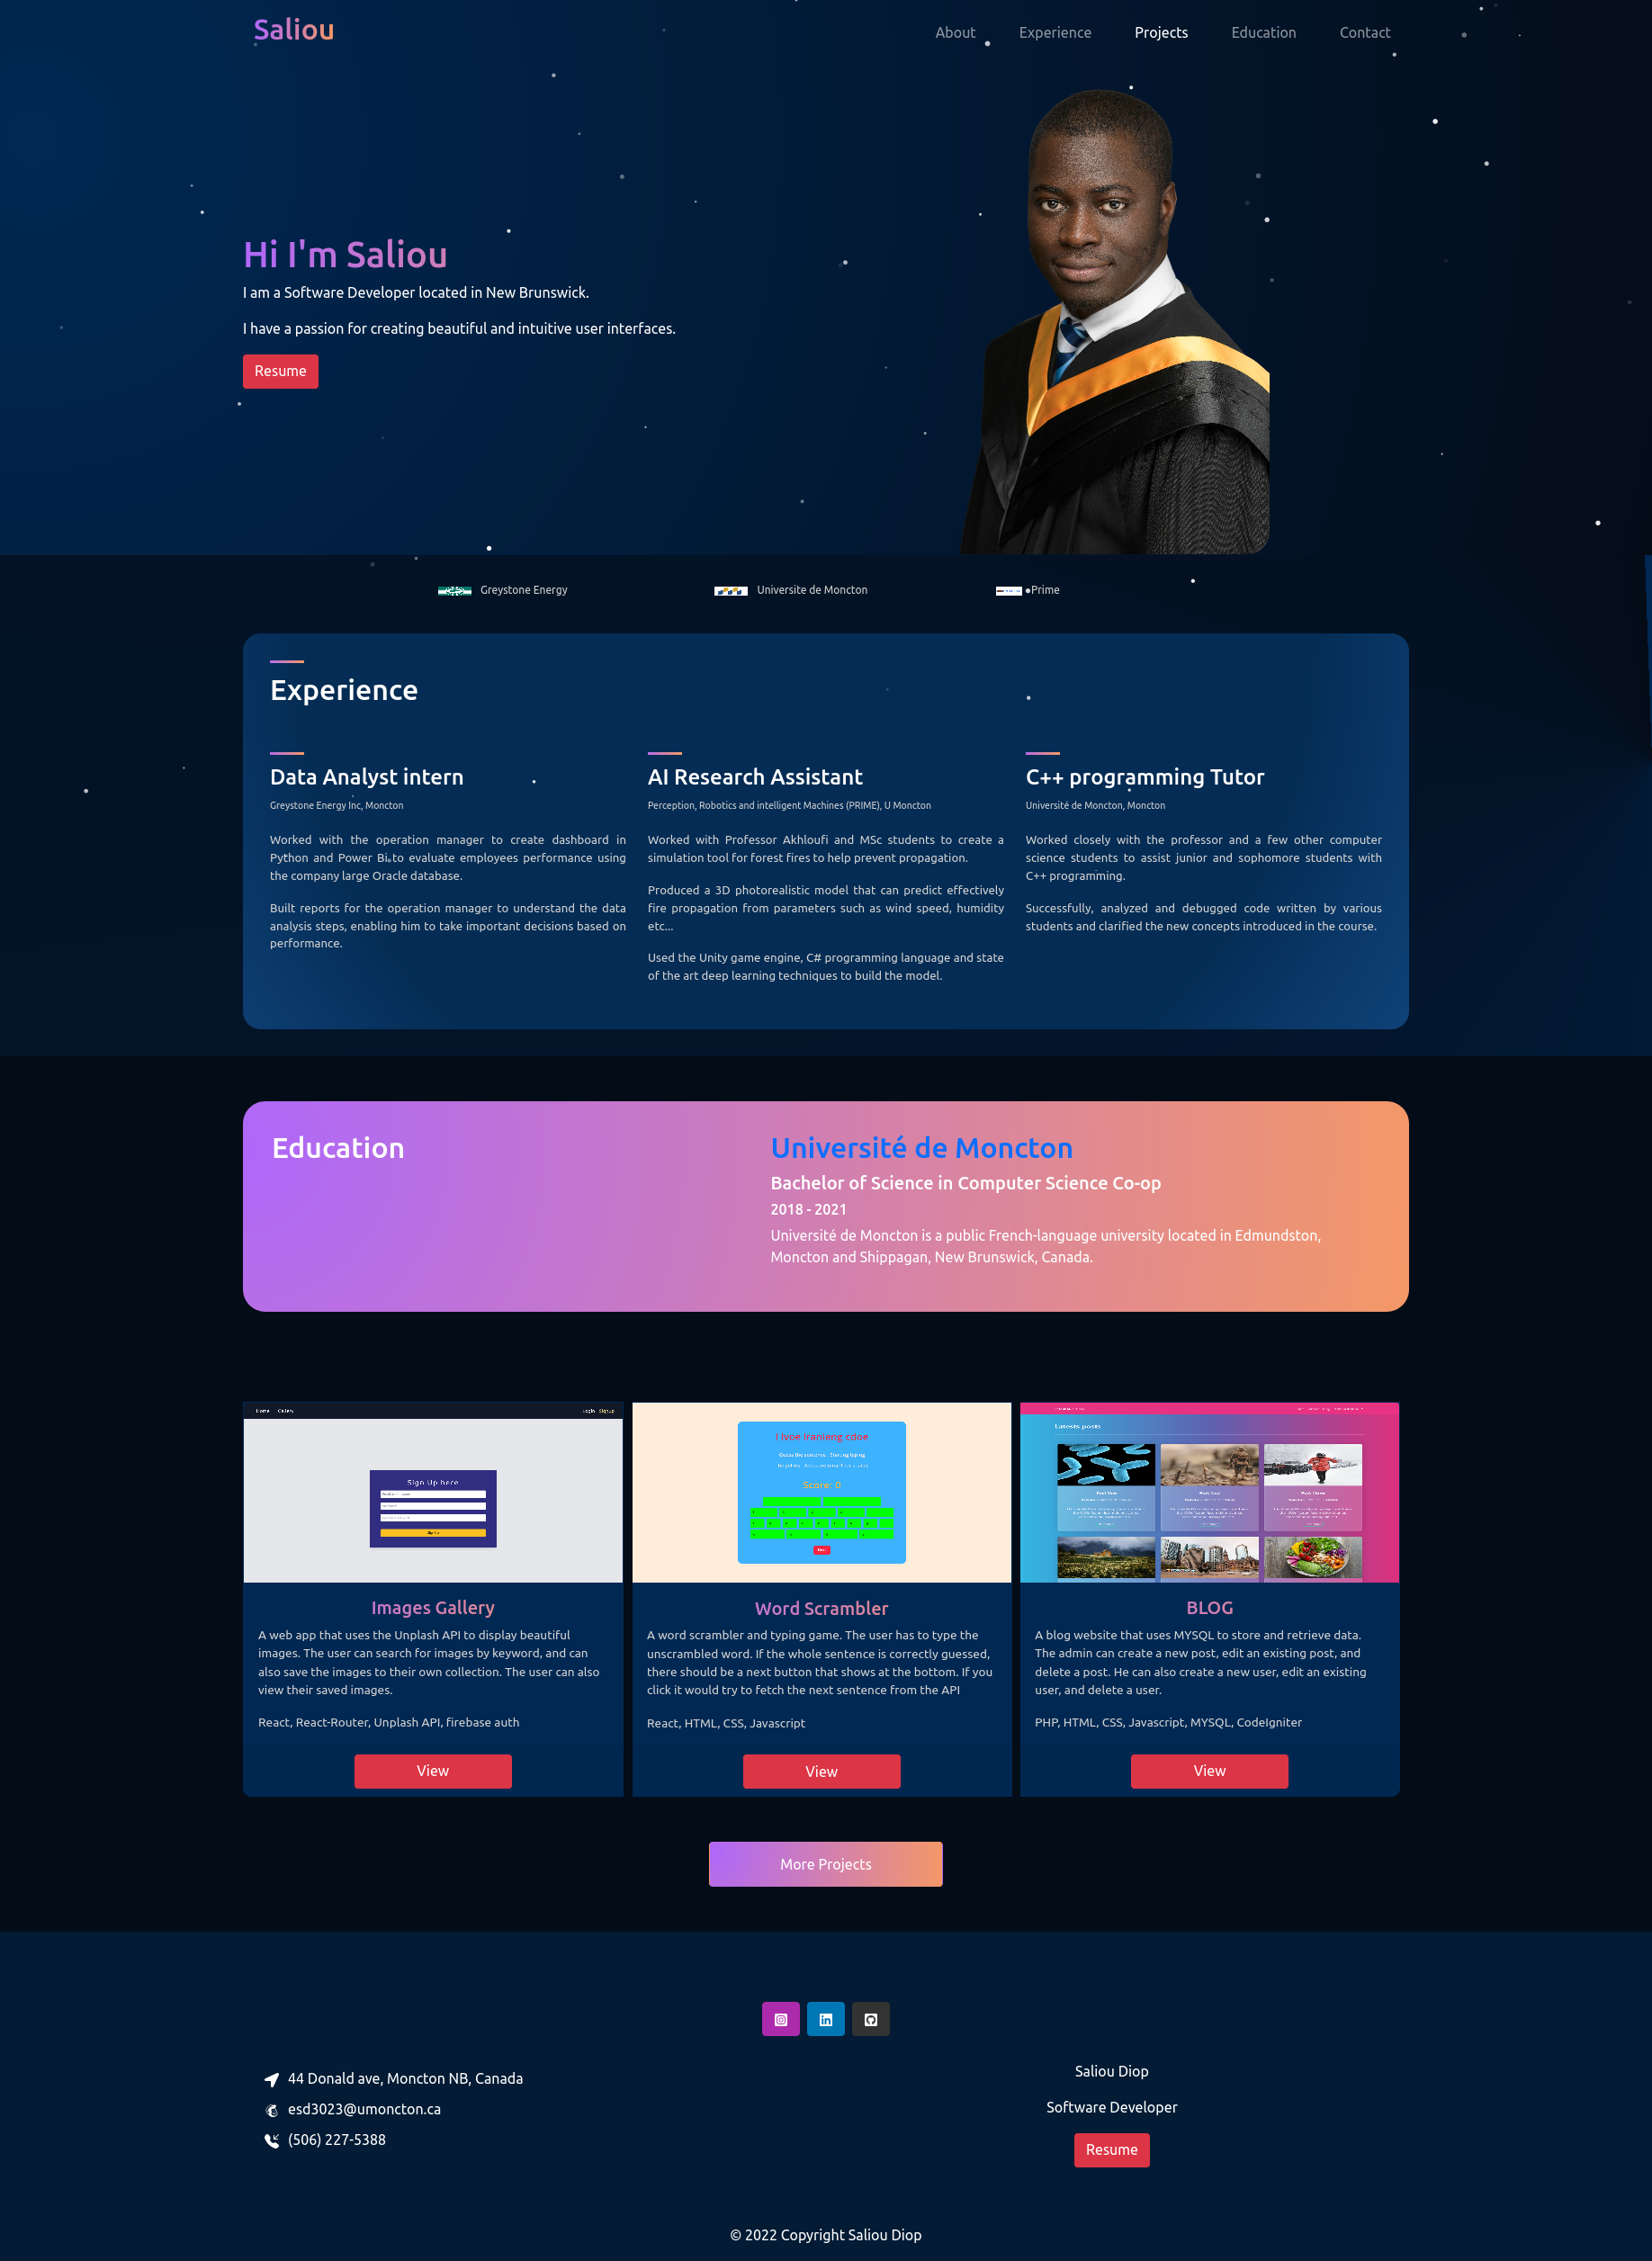 Saliou
About
Experience
Projects
Education
Contact
Hi I'm Saliou
I am a Software Developer located in New Brunswick.
I have a passion for creating beautiful and intuitive user interfaces.
Resume
Greystone Energy
Universite de Moncton
Prime
Experience
Data Analyst intern
Greystone Energy Inc, Moncton
Worked with the operation manager to create dashboard in
Python and Power Bi to evaluate employees performance using
the company large Oracle database.
Built reports for the operation manager to understand the data
analysis steps, enabling him to take important decisions based on
performance.
AI Research Assistant
Perception, Robotics and intelligent Machines (PRIME), U Moncton
Worked with Professor Akhloufi and MSc students to create a
simulation tool for forest fires to help prevent propagation.
Produced a 3D photorealistic model that can predict effectively
fire propagation from parameters such as wind speed, humidity
etc...
Used the Unity game engine, C# programming language and state
of the art deep learning techniques to build the model.
C++ programming Tutor
Université de Moncton, Moncton
Worked closely with the professor and a few other computer
science students to assist junior and sophomore students with
C++ programming.
Successfully, analyzed and debugged code written by various
students and clarified the new concepts introduced in the course.
Education
Université de Moncton
Bachelor of Science in Computer Science Co-op
2018 - 2021
Université de Moncton is a public French-language university located in Edmundston,
Moncton and Shippagan, New Brunswick, Canada.
Home
Gallery
Login
Signup
Sign Up here
Images Gallery
A web app that uses the Unplash API to display beautiful
images. The user can search for images by keyword, and can
also save the images to their own collection. The user can also
view their saved images.
React, React-Router, Unplash API, firebase auth
View
I lvoe lranieng cdoe
Score: 0
Next
Word Scrambler
A word scrambler and typing game. The user has to type the
unscrambled word. If the whole sentence is correctly guessed,
there should be a next button that shows at the bottom. If you
click it would try to fetch the next sentence from the API
React, HTML, CSS, Javascript
View
Latests posts
BLOG
A blog website that uses MYSQL to store and retrieve data.
The admin can create a new post, edit an existing post, and
delete a post. He can also create a new user, edit an existing
user, and delete a user.
PHP, HTML, CSS, Javascript, MYSQL, CodeIgniter
View
More Projects
44 Donald ave, Moncton NB, Canada
esd3023@umoncton.ca
(506) 227-5388
Saliou Diop
Software Developer
Resume
© 2022 Copyright Saliou Diop